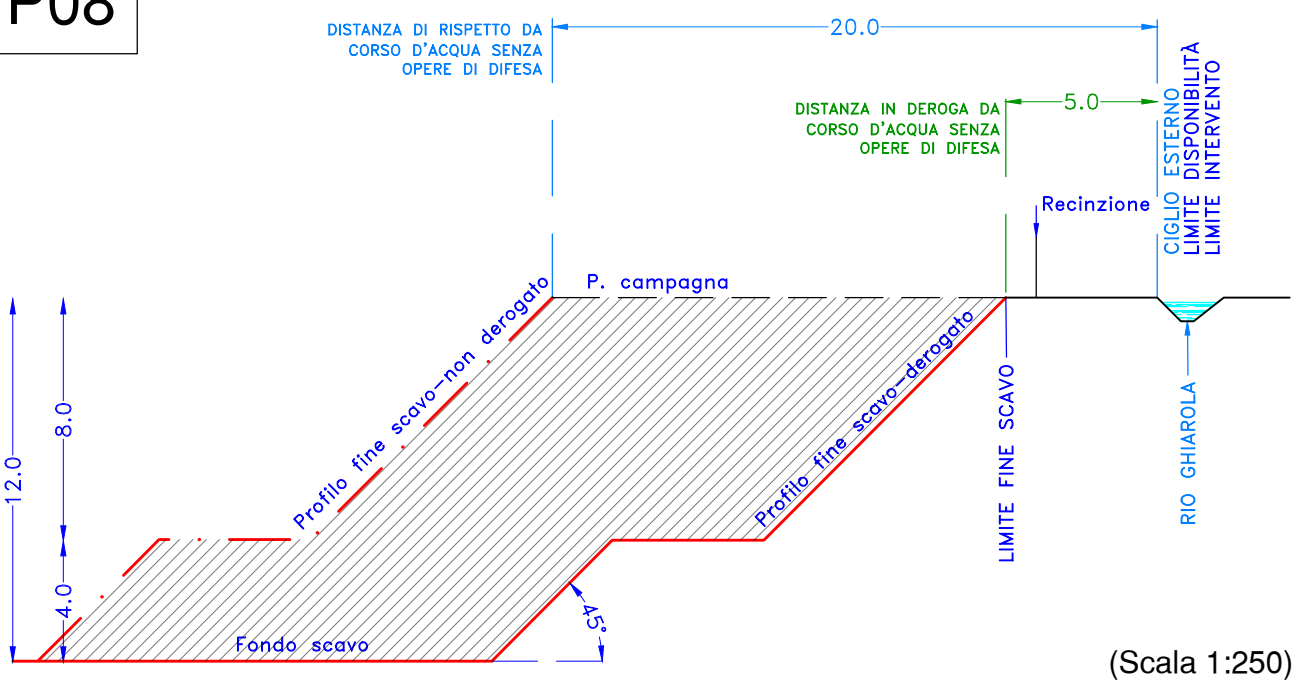 P08
DISTANZA DI RISPETTO DA
CORSO D'ACQUA SENZA
OPERE DI DIFESA
20.0
DISTANZA IN DEROGA DA
CORSO D'ACQUA SENZA
OPERE DI DIFESA
5.0
CIGLIO ESTERNO
LIMITE DISPONIBILITÀ
LIMITE INTERVENTO
Recinzione
P. campagna
Profilo fine scavo-non derogato
Profilo fine scavo-derogato
LIMITE FINE SCAVO
RIO GHIAROLA
12.0
8.0
4.0
45°
Fondo scavo
(Scala 1:250)